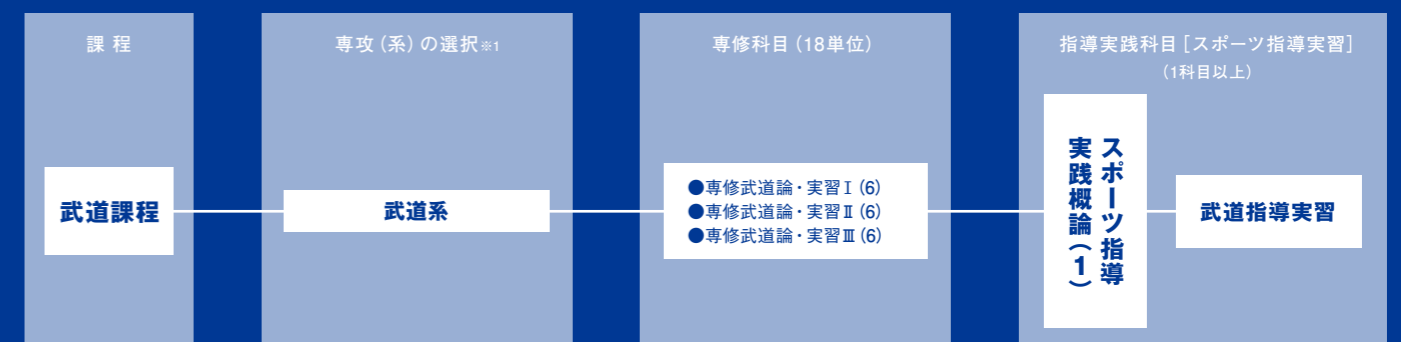 課程
専攻(系)の選択※1
専修科目(18単位)
指導実践科目[スポーツ指導実習]
(1科目以上)
武道課程
武道系
●専修武道論・実習Ⅰ(6)
●専修武道論・実習Ⅱ(6)
●専修武道論・実習Ⅲ(6)
スポーツ指導
実践概論(1)
武道指導実習